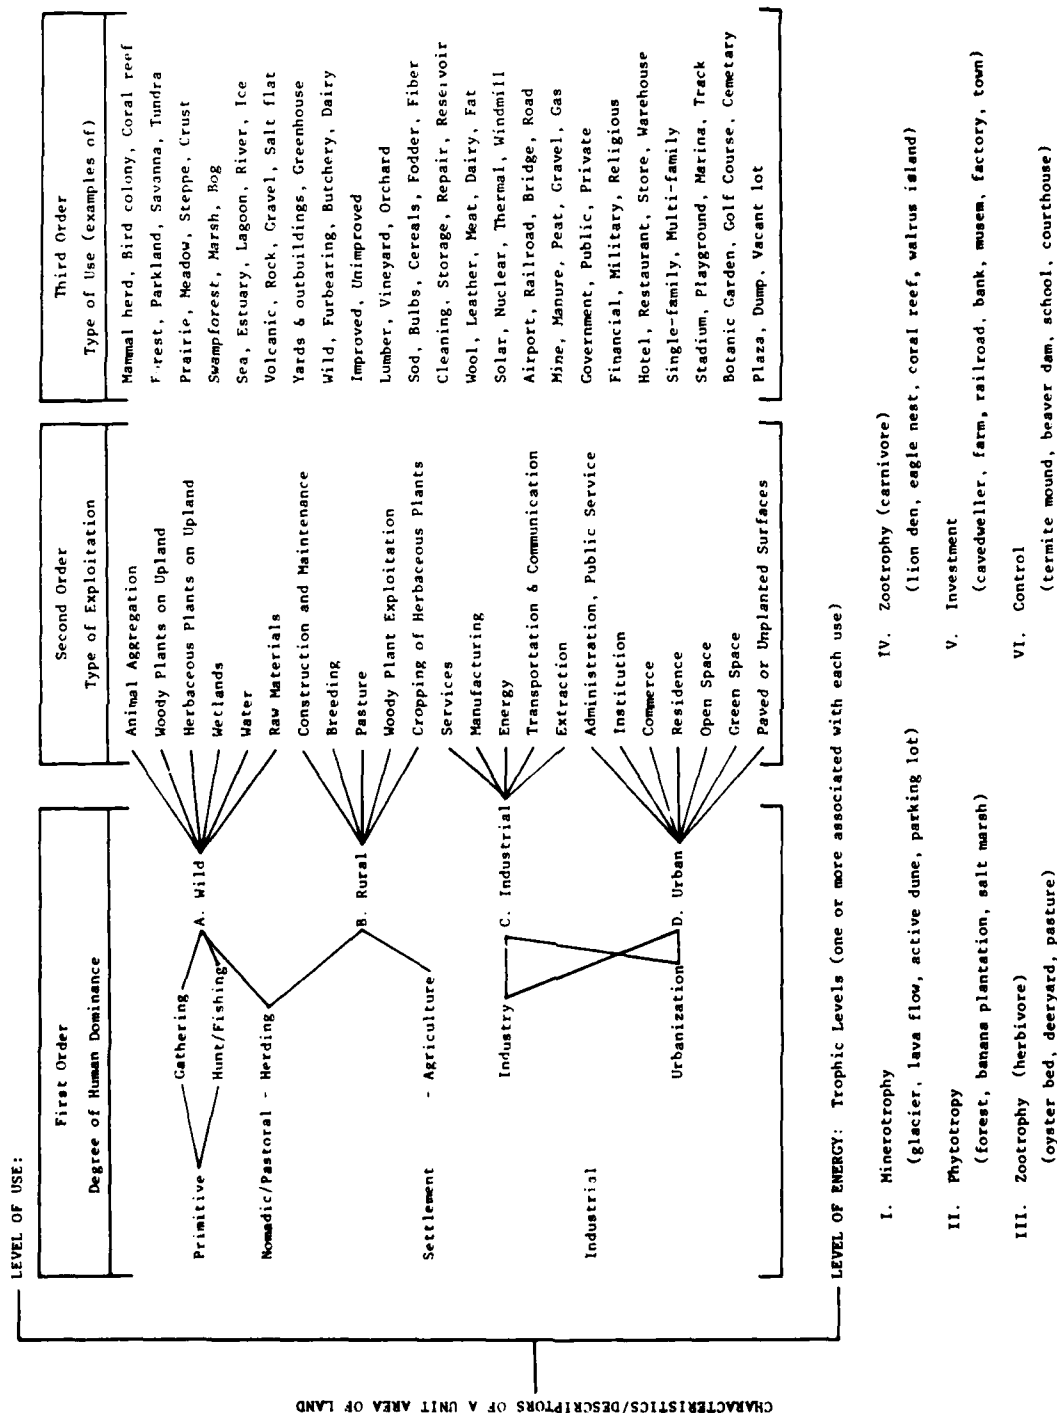 CHARACTERISTICS/DESCRIPTORS OF A UNIT AREA OF LAND
LEVEL OF USE:
First Order
Degree of Human Dominance
Primitive
Gathering
Hunt/Fishing
Nomadic/Pastoral - Herding
Settlement - Agriculture
Industrial
Industry
Urbanization
A. Wild
B. Rural
C. Industrial
D. Urban
Second Order
Type of Exploitation
Animal Aggregation
Woody Plants on Upland
Herbaceous Plants on Upland
Wetlands
Water
Raw Materials
Construction and Maintenance
Breeding
Pasture
Woody Plant Exploitation
Cropping of Herbaceous Plants
Services
Manufacturing
Energy
Transportation & Communication
Extraction
Administration, Public Service
Institution
Commerce
Residence
Open Space
Green Space
Paved or Unplanted Surfaces
Third Order
Type of Use (examples of)
Mammal herd, Bird colony, Coral reef
Forest, Parkland, Savanna, Tundra
Prairie, Meadow, Steppe, Crust
Swampforest, Marsh, Bog
Sea, Estuary, Lagoon, River, Ice
Volcanic, Rock, Gravel, Salt flat
Yards & outbuildings, Greenhouse
Wild, Furbearing, Butchery, Dairy
Improved, Unimproved
Lumber, Vineyard, Orchard
Sod, Bulbs, Cereals, Fodder, Fiber
Cleaning, Storage, Repair, Reservoir
Wool, Leather, Meat, Dairy, Fat
Solar, Nuclear, Thermal, Windmill
Airport, Railroad, Bridge, Road
Mine, Manure, Peat, Gravel, Gas
Government, Public, Private
Financial, Military, Religious
Hotel, Restaurant, Store, Warehouse
Single-family, Multi-family
Stadium, Playground, Marina, Track
Botanic Garden, Golf Course, Cemetary
Plaza, Dump, Vacant lot
LEVEL OF ENERGY: Trophic Levels (one or more associated with each use)
I. Minerotrophy
(glacier, lava flow, active dune, parking lot)
II. Phytotropy
(forest, banana plantation, salt marsh)
III. Zootrophy (herbivore)
(oyster bed, deeryard, pasture)
IV. Zootrophy (carnivore)
(lion den, eagle nest, coral reef, walrus island)
V. Investment
(cavedweller, farm, railroad, bank, musem, factory, town)
VI. Control
(termite mound, beaver dam, school, courthouse)